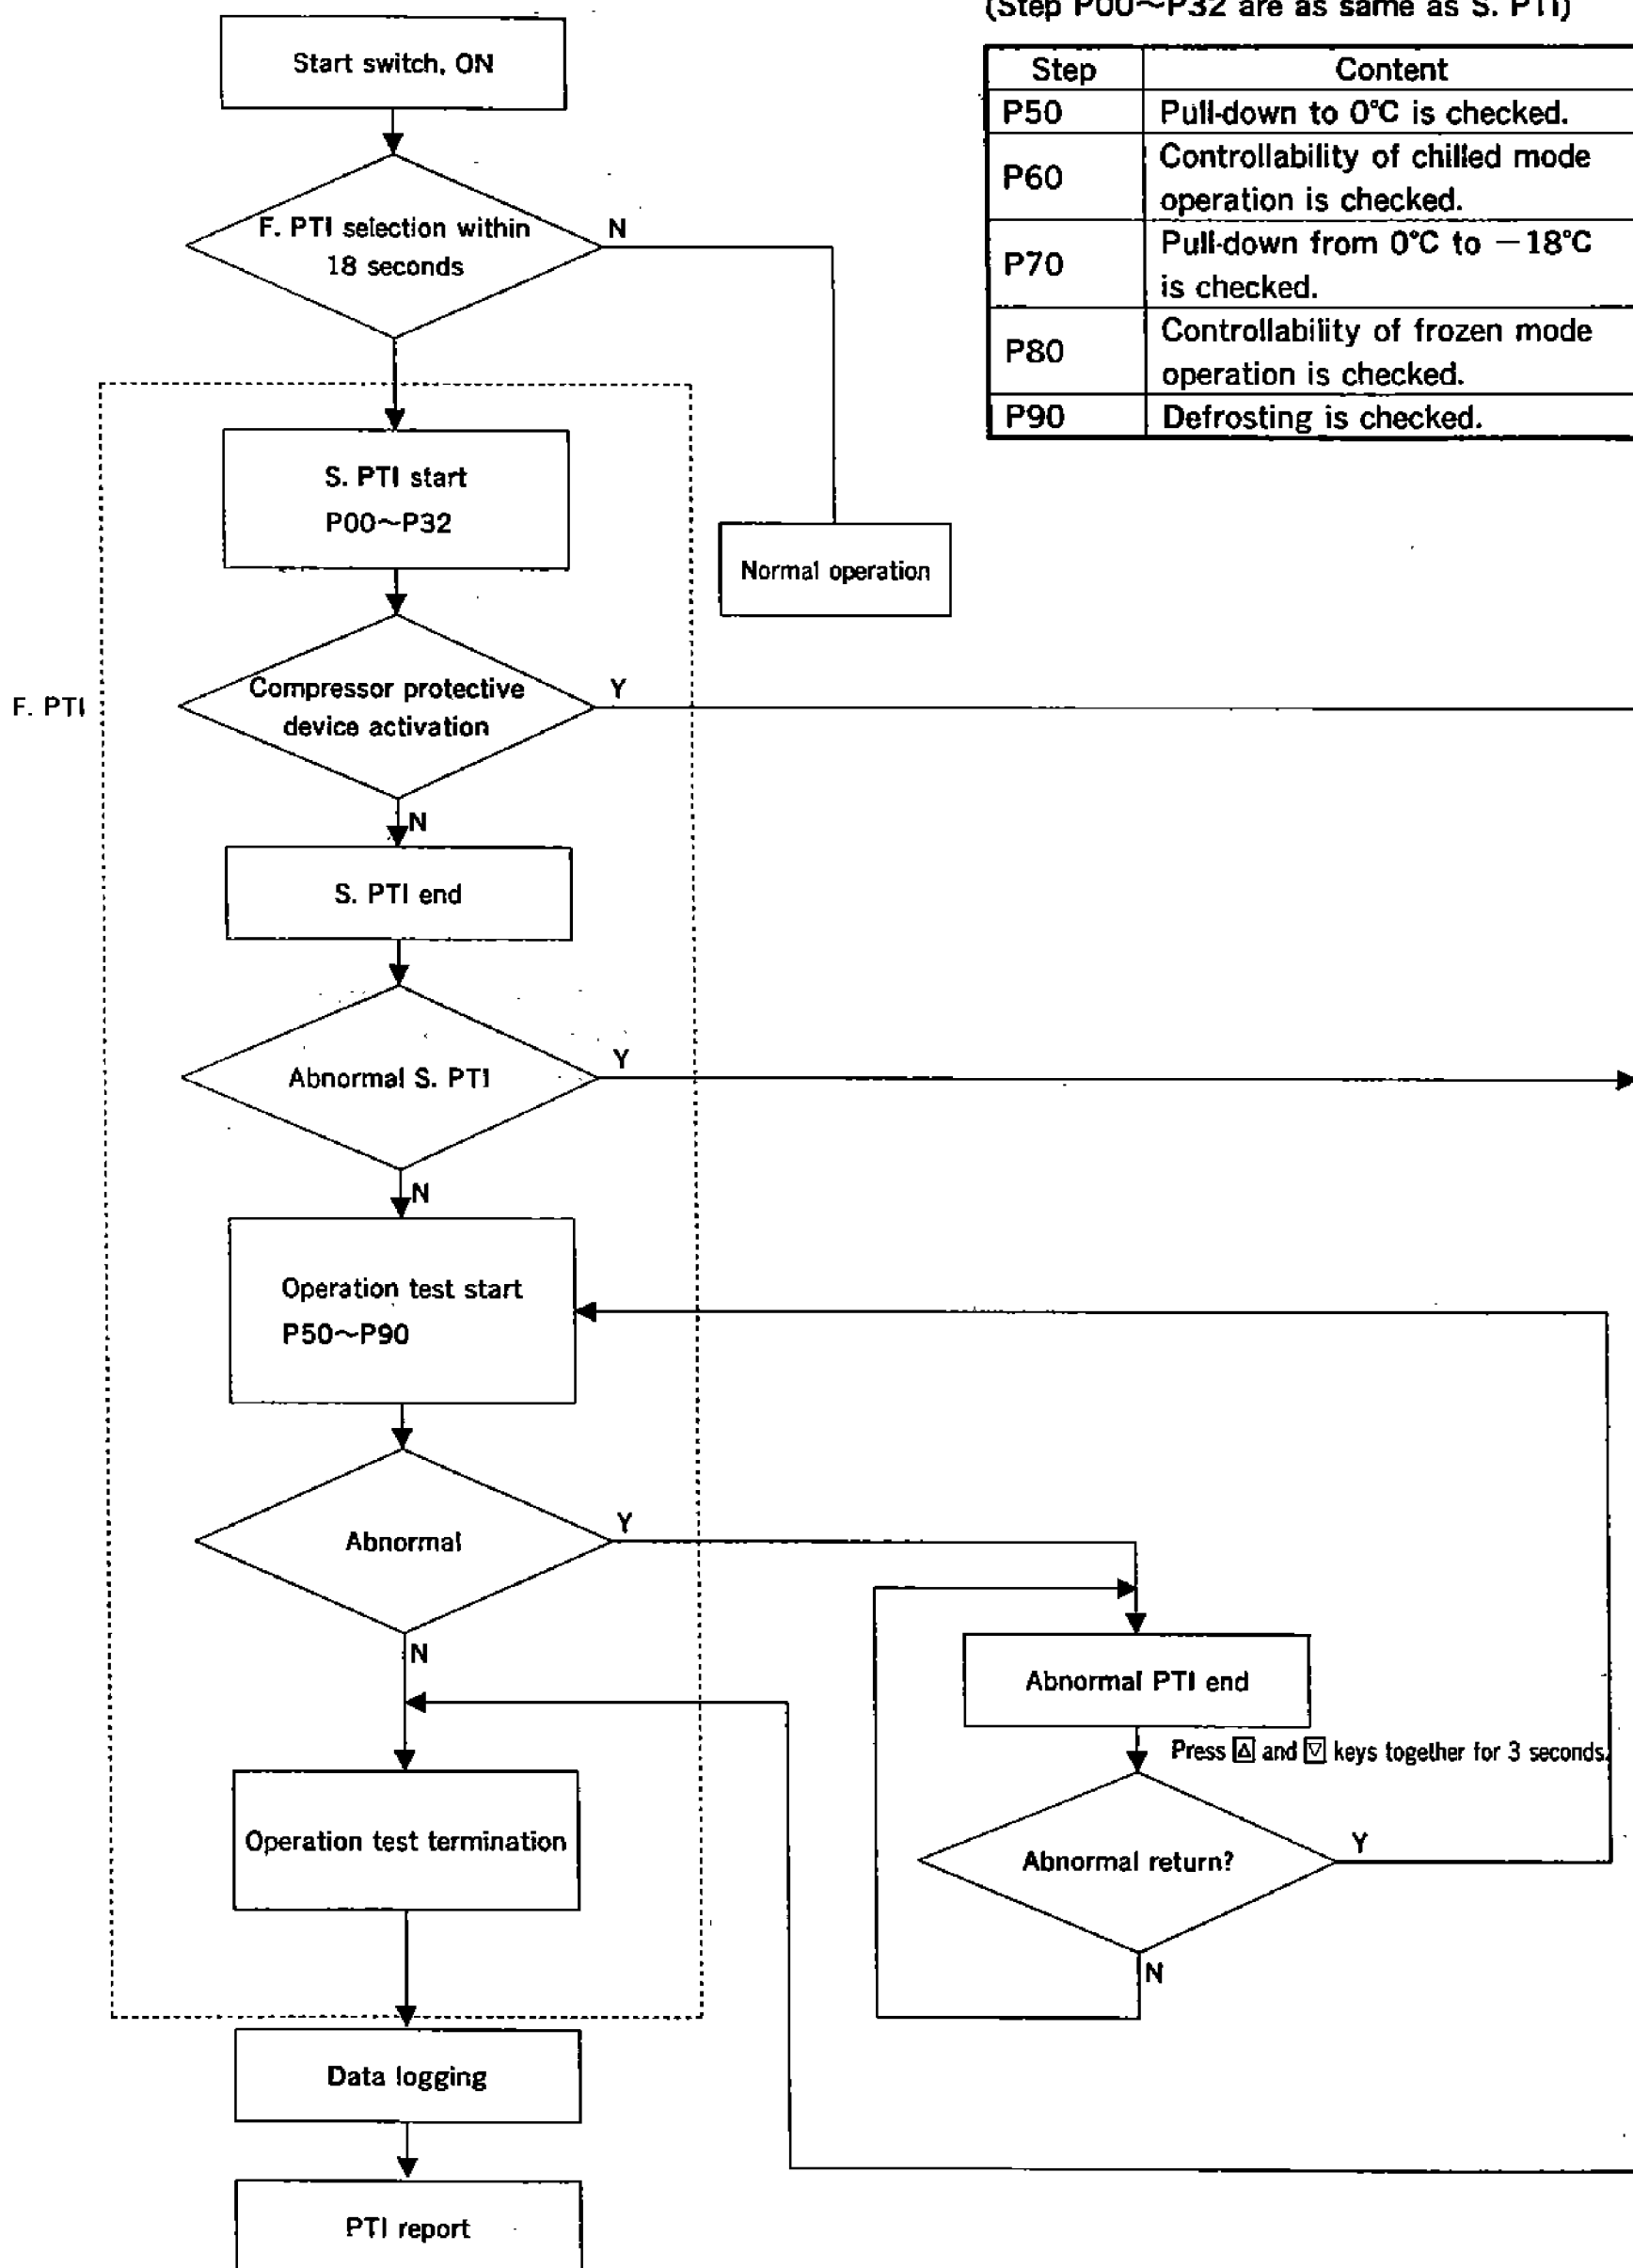 (Step P00~P32 are as same as S. PTI)
Step Content
P50 Pull-down to 0℃ is checked.
P60 Controllability of chilled mode
operation is checked.
P70 Pull-down from 0℃ to −18℃
is checked.
P80 Controllability of frozen mode
operation is checked.
P90 Defrosting is checked.
Start switch, ON
F. PTI selection within
18 seconds
N
Normal operation
F. PTI
S. PTI start
P00~P32
Compressor protective
device activation
Y
N
S. PTI end
Abnormal S. PTI
Y
N
Operation test start
P50~P90
Abnormal
Y
N
Abnormal PTI end
Press △ and ▽ keys together for 3 seconds.
Abnormal return?
Y
N
Operation test termination
Data logging
PTI report